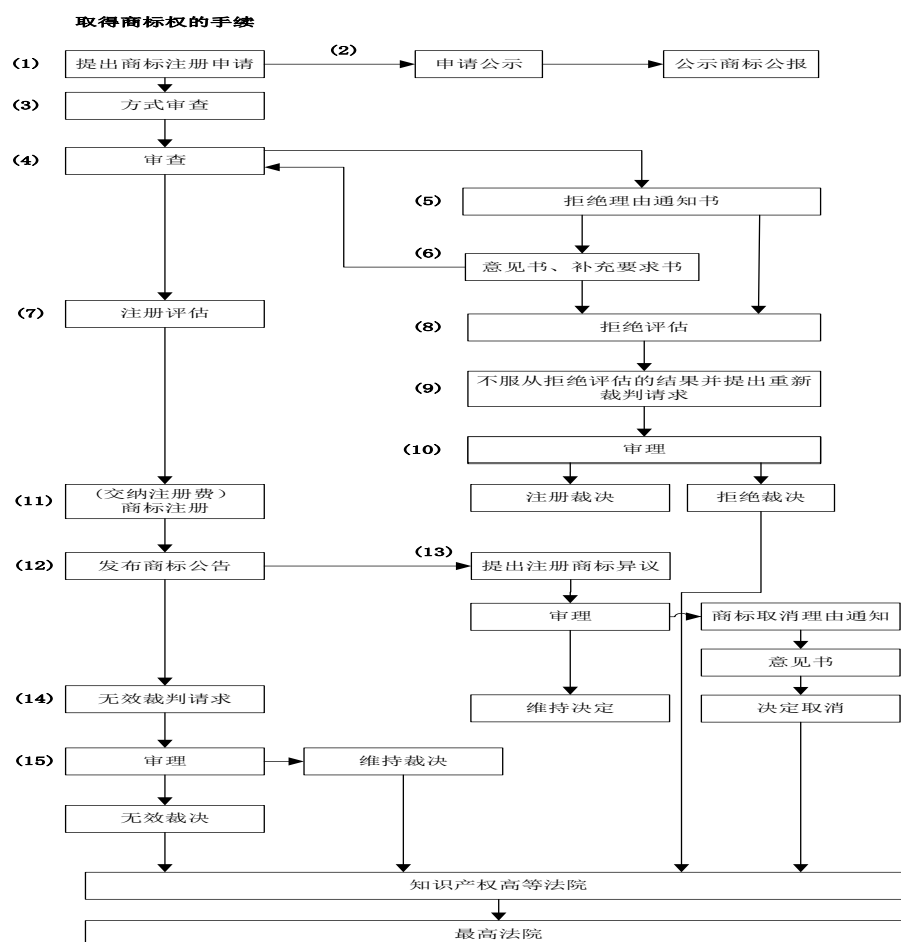 取得商标权的手续
(1) 提出商标注册申请 (2) 申请公示 公示商标公报
(3) 方式审查
(4) 审查
(5) 拒绝理由通知书
(6) 意见书、补充要求书
(7) 注册评估
(8) 拒绝评估
(9) 不服从拒绝评估的结果并提出重新
裁判请求
(10) 审理
(11) (交纳注册费)
商标注册
注册裁决 拒绝裁决
(12) 发布商标公告 (13) 提出注册商标异议
审理 商标取消理由通知
意见书
(14) 无效裁判请求 维持决定 决定取消
(15) 审理 维持裁决
无效裁决
知识产权高等法院
最高法院